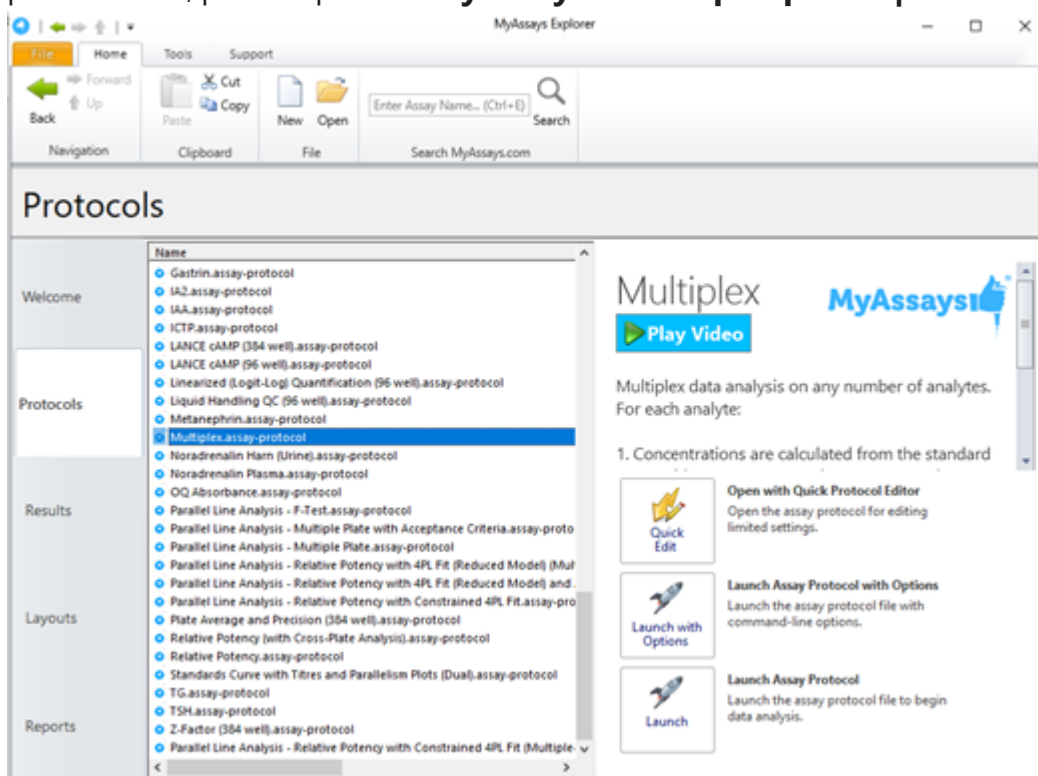 MyAssays Explorer
File Home Tools Support
Back
Forward
Up
Navigation
Paste
Cut
Copy
Clipboard
New Open
File
Enter Assay Name... (Ctrl+E)
Search
Search MyAssays.com
Protocols
Welcome
Protocols
Results
Layouts
Reports
Name
Gastrin.assay-protocol
IA2.assay-protocol
IAA.assay-protocol
ICTP.assay-protocol
LANCE cAMP (384 well).assay-protocol
LANCE cAMP (96 well).assay-protocol
Linearized (Logit-Log) Quantification (96 well).assay-protocol
Liquid Handling QC (96 well).assay-protocol
Metanephrin.assay-protocol
Multiplex.assay-protocol
Noradrenalin Harn (Urine).assay-protocol
Noradrenalin Plasma.assay-protocol
OQ Absorbance.assay-protocol
Parallel Line Analysis - F-Test.assay-protocol
Parallel Line Analysis - Multiple Plate with Acceptance Criteria.assay-proto
Parallel Line Analysis - Multiple Plate.assay-protocol
Parallel Line Analysis - Relative Potency with 4PL Fit (Reduced Model) (Mul
Parallel Line Analysis - Relative Potency with 4PL Fit (Reduced Model) and
Parallel Line Analysis - Relative Potency with Constrained 4PL Fit.assay-pro
Plate Average and Precision (384 well).assay-protocol
Relative Potency (with Cross-Plate Analysis).assay-protocol
Relative Potency.assay-protocol
Standards Curve with Titres and Parallelism Plots (Dual).assay-protocol
TG.assay-protocol
TSH.assay-protocol
Z-Factor (384 well).assay-protocol
Parallel Line Analysis - Relative Potency with Constrained 4PL Fit (Multiple-
Multiplex
MyAssays
Play Video
Multiplex data analysis on any number of analytes.
For each analyte:
1. Concentrations are calculated from the standard
Quick
Edit
Open with Quick Protocol Editor
Open the assay protocol for editing
limited settings.
Launch with
Options
Launch Assay Protocol with Options
Launch the assay protocol file with
command-line options.
Launch
Launch Assay Protocol
Launch the assay protocol file to begin
data analysis.